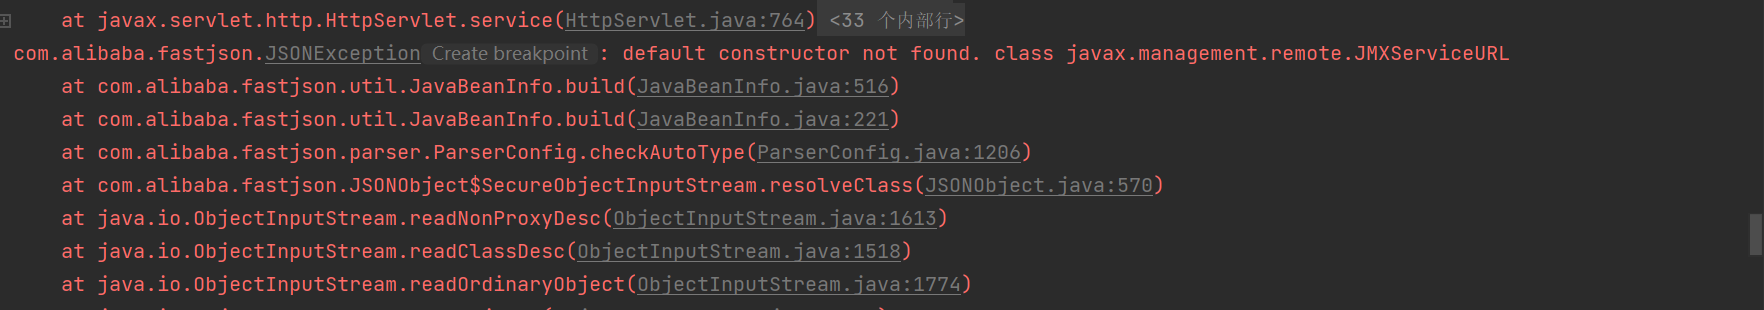 at javax.servlet.http.HttpServlet.service(HttpServlet.java:764) <33 个内部行>
com.alibaba.fastjson.JSONException Create breakpoint : default constructor not found. class javax.management.remote.JMXServiceURL
at com.alibaba.fastjson.util.JavaBeanInfo.build(JavaBeanInfo.java:516)
at com.alibaba.fastjson.util.JavaBeanInfo.build(JavaBeanInfo.java:221)
at com.alibaba.fastjson.parser.ParserConfig.checkAutoType(ParserConfig.java:1206)
at com.alibaba.fastjson.JSONObject$SecureObjectInputStream.resolveClass(JSONObject.java:570)
at java.io.ObjectInputStream.readNonProxyDesc(ObjectInputStream.java:1613)
at java.io.ObjectInputStream.readClassDesc(ObjectInputStream.java:1518)
at java.io.ObjectInputStream.readOrdinaryObject(ObjectInputStream.java:1774)